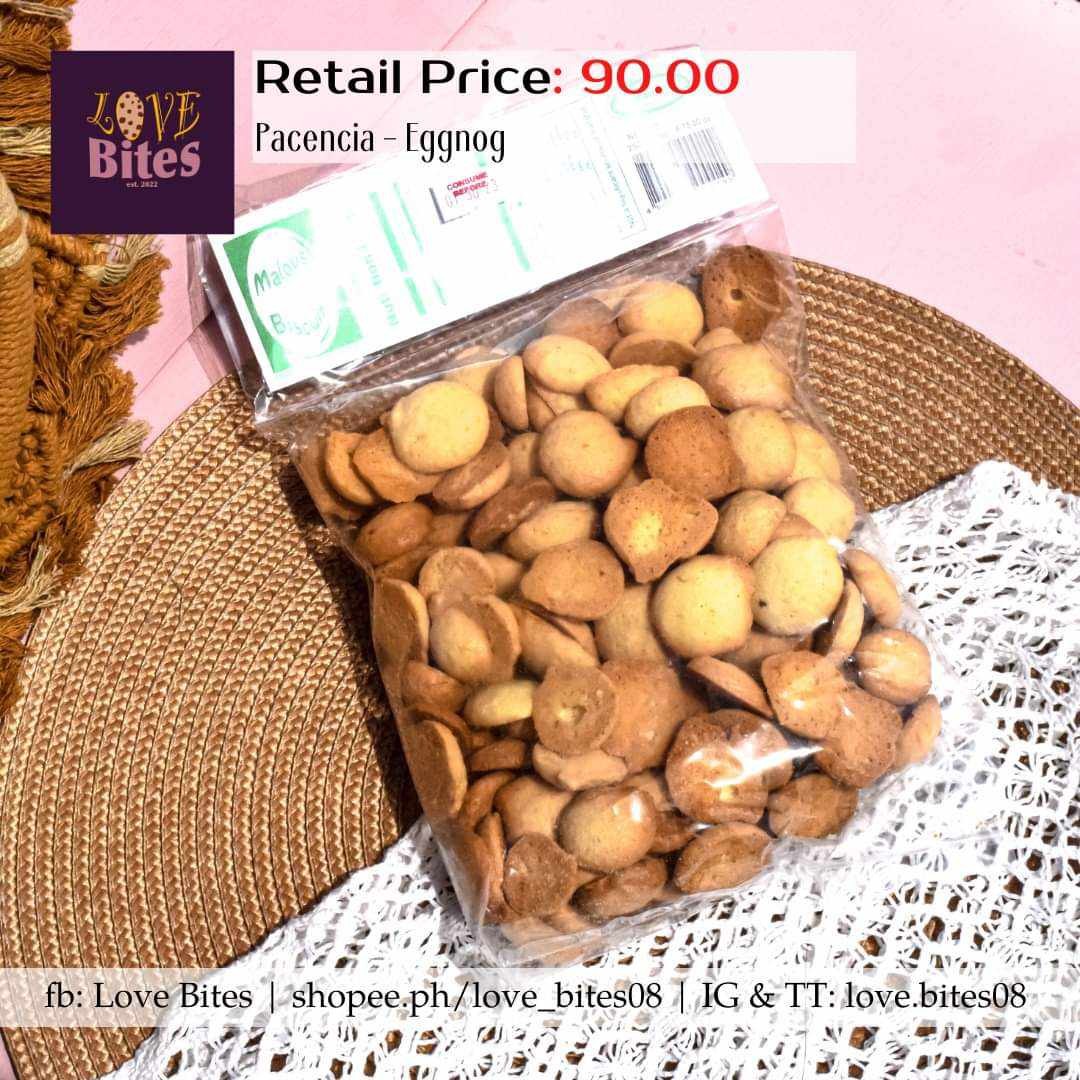 LOVE
Bites
est. 2022
Retail Price: 90.00
Pacencia - Eggnog
CONSUME
BEFORE
Biscuit
fb: Love Bites | shopee.ph/love_bites08 | IG & TT: love.bites08